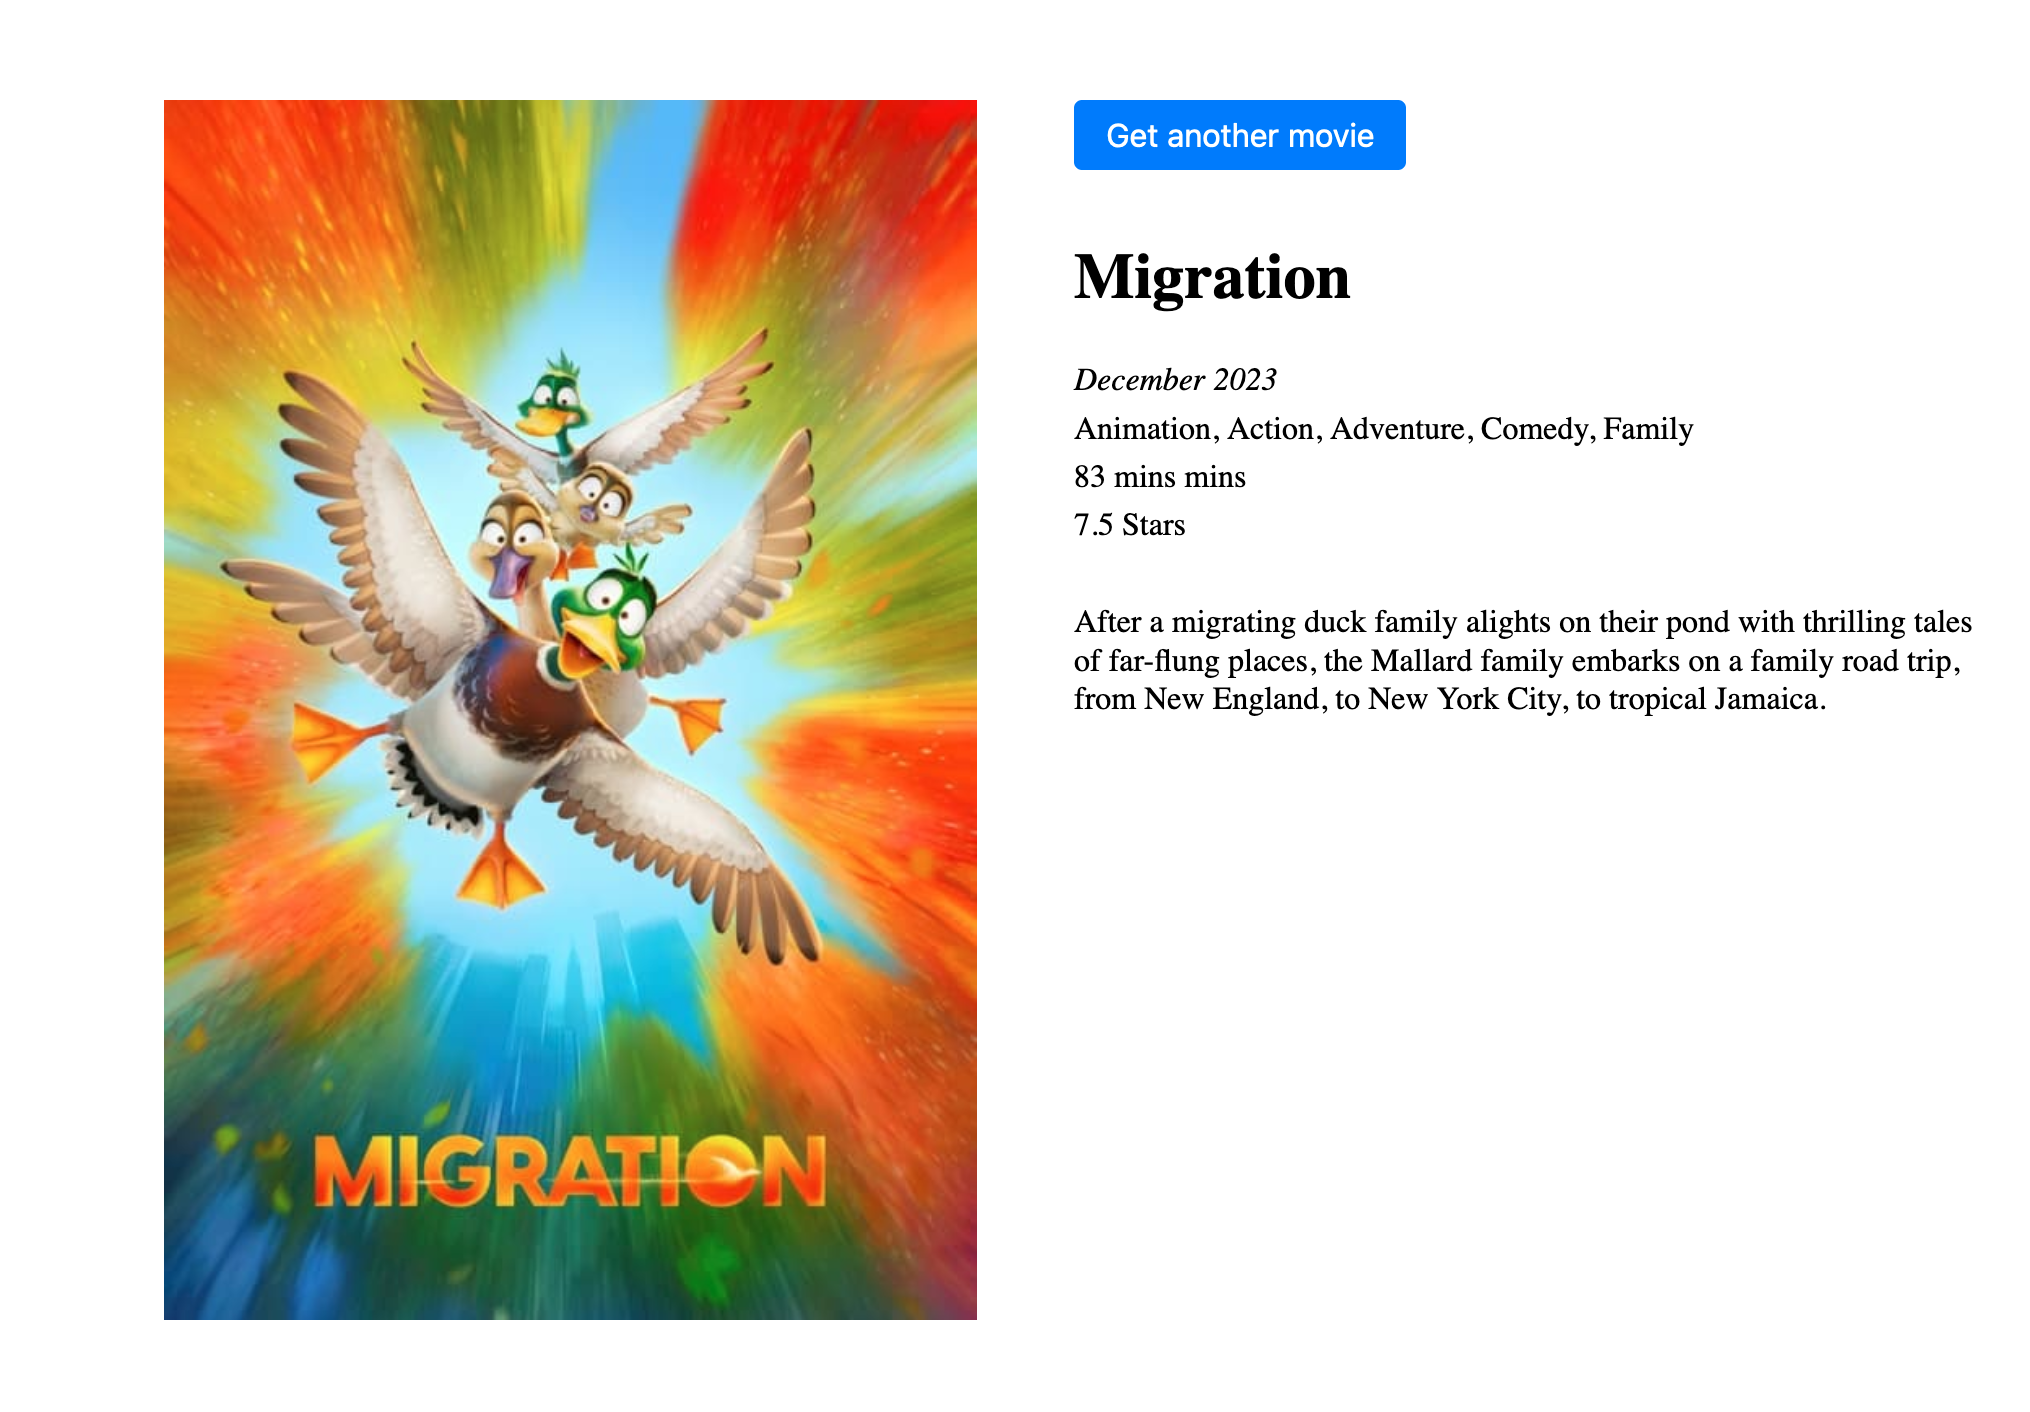 Get another movie
Migration
December 2023
Animation, Action, Adventure, Comedy, Family
83 mins mins
7.5 Stars
After a migrating duck family alights on their pond with thrilling tales
of far-flung places, the Mallard family embarks on a family road trip,
from New England, to New York City, to tropical Jamaica.
MIGRATION